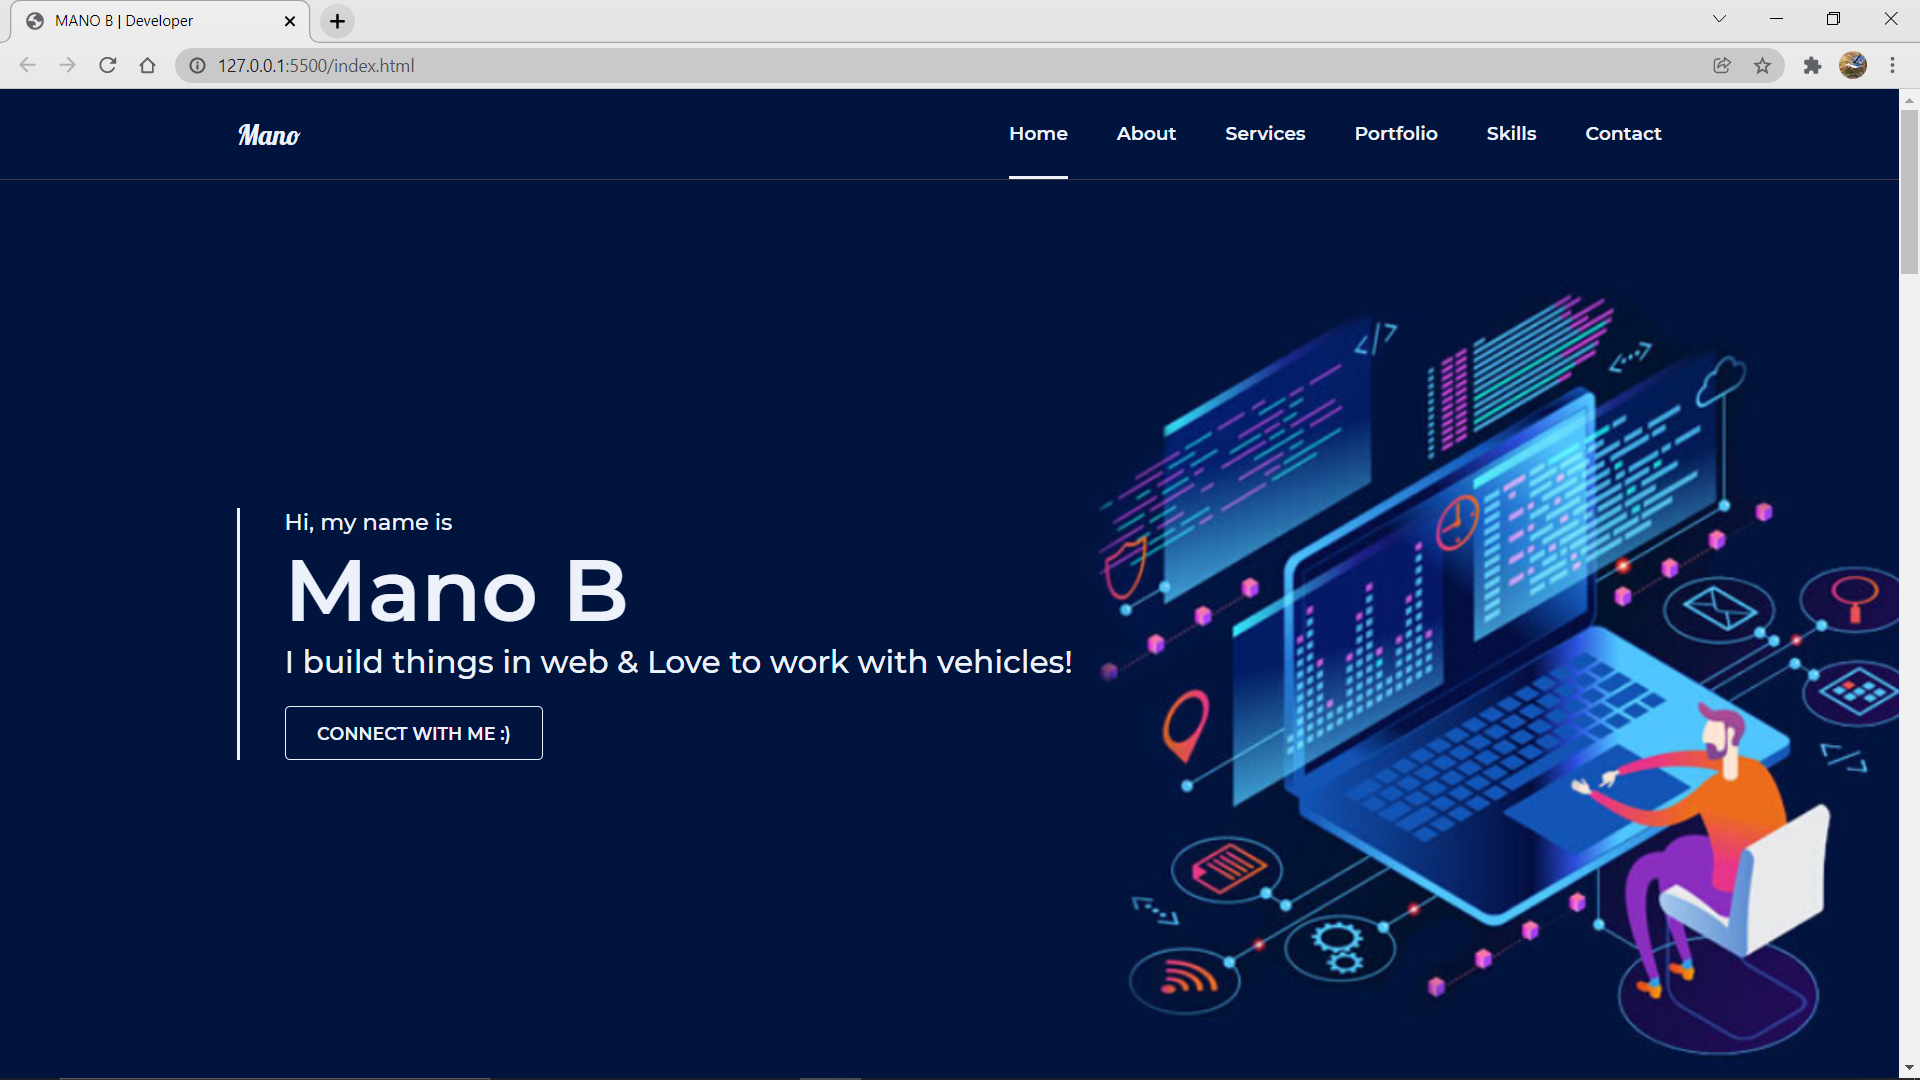 MANO B | Developer
127.0.0.1:5500/index.html
Mano
Home About Services Portfolio Skills Contact
Hi, my name is
Mano B
I build things in web & Love to work with vehicles!
CONNECT WITH ME :)